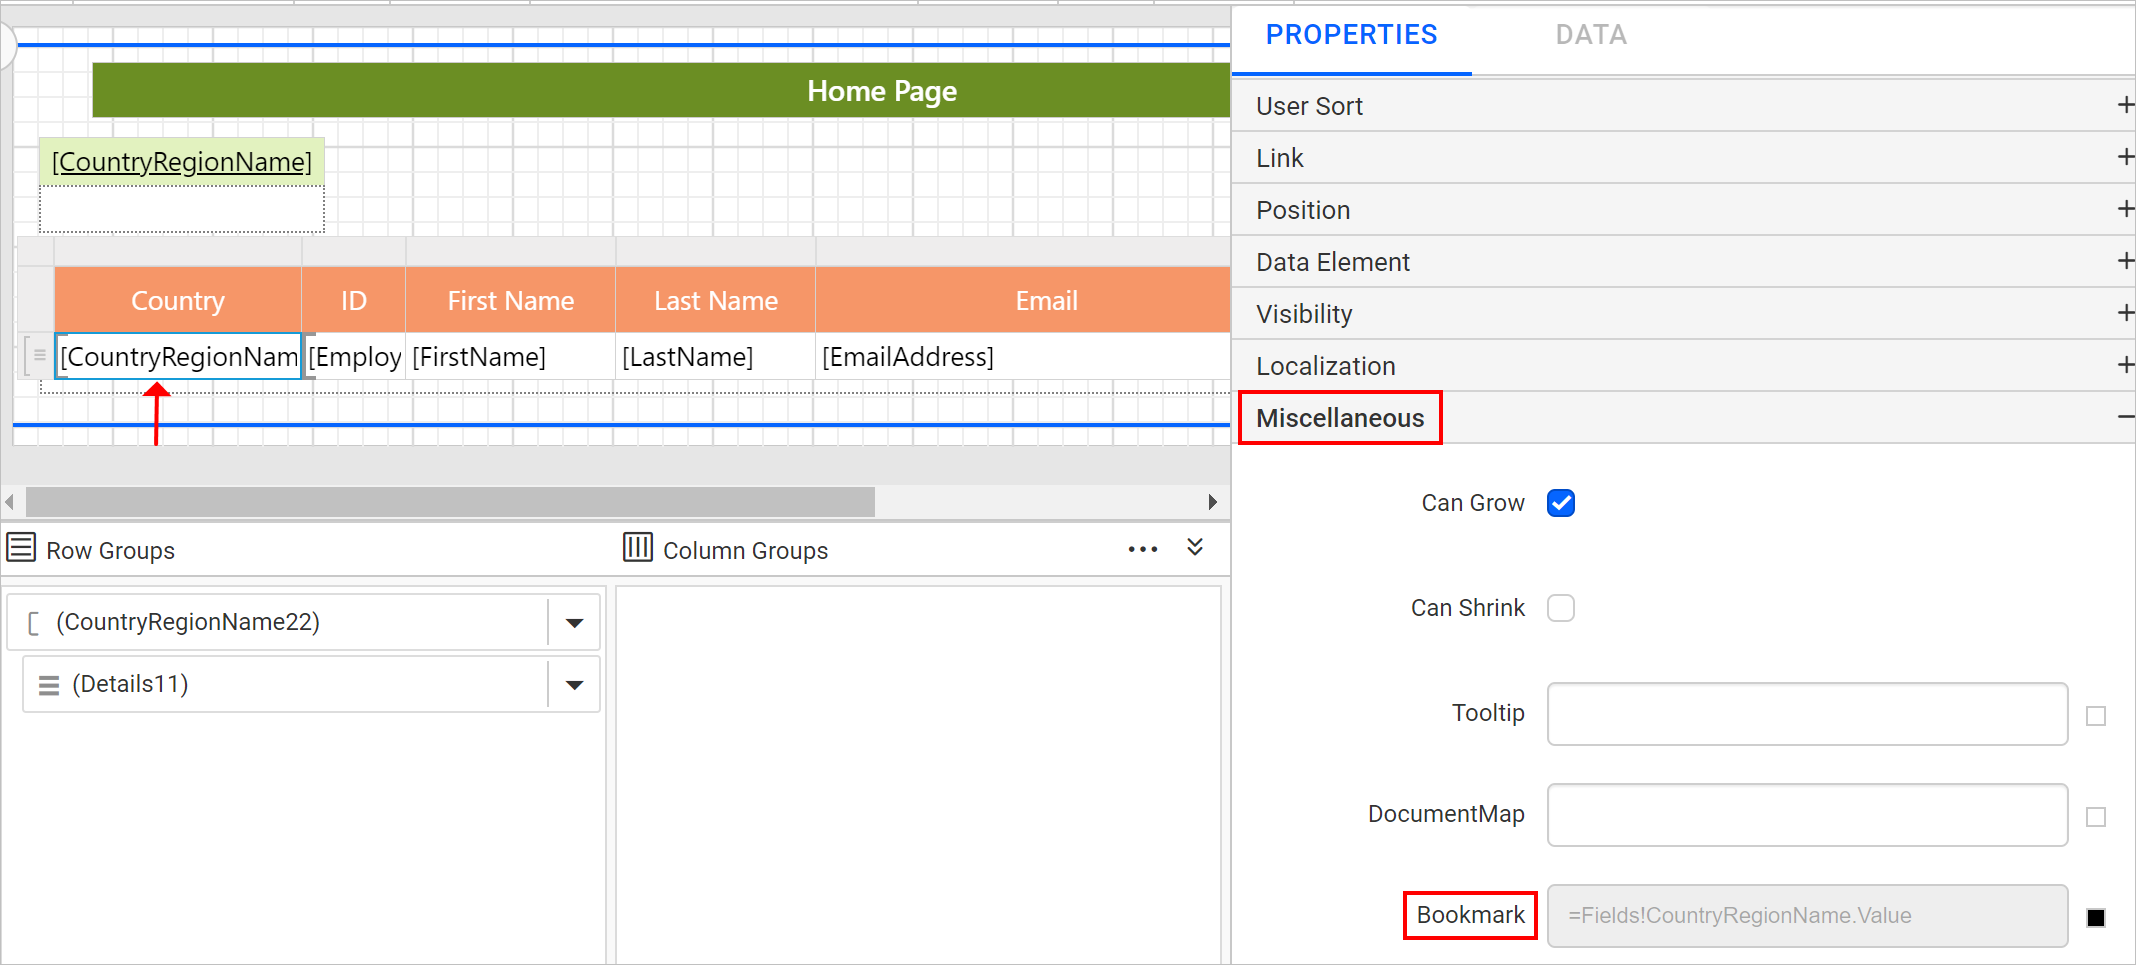 Home Page
[CountryRegionName]
Country ID First Name Last Name Email
[CountryRegionNam [Employ [FirstName] [LastName] [EmailAddress]
Row Groups
Column Groups
(CountryRegionName22)
(Details11)
PROPERTIES DATA
User Sort
Link
Position
Data Element
Visibility
Localization
Miscellaneous
Can Grow
Can Shrink
Tooltip
DocumentMap
Bookmark =Fields!CountryRegionName.Value